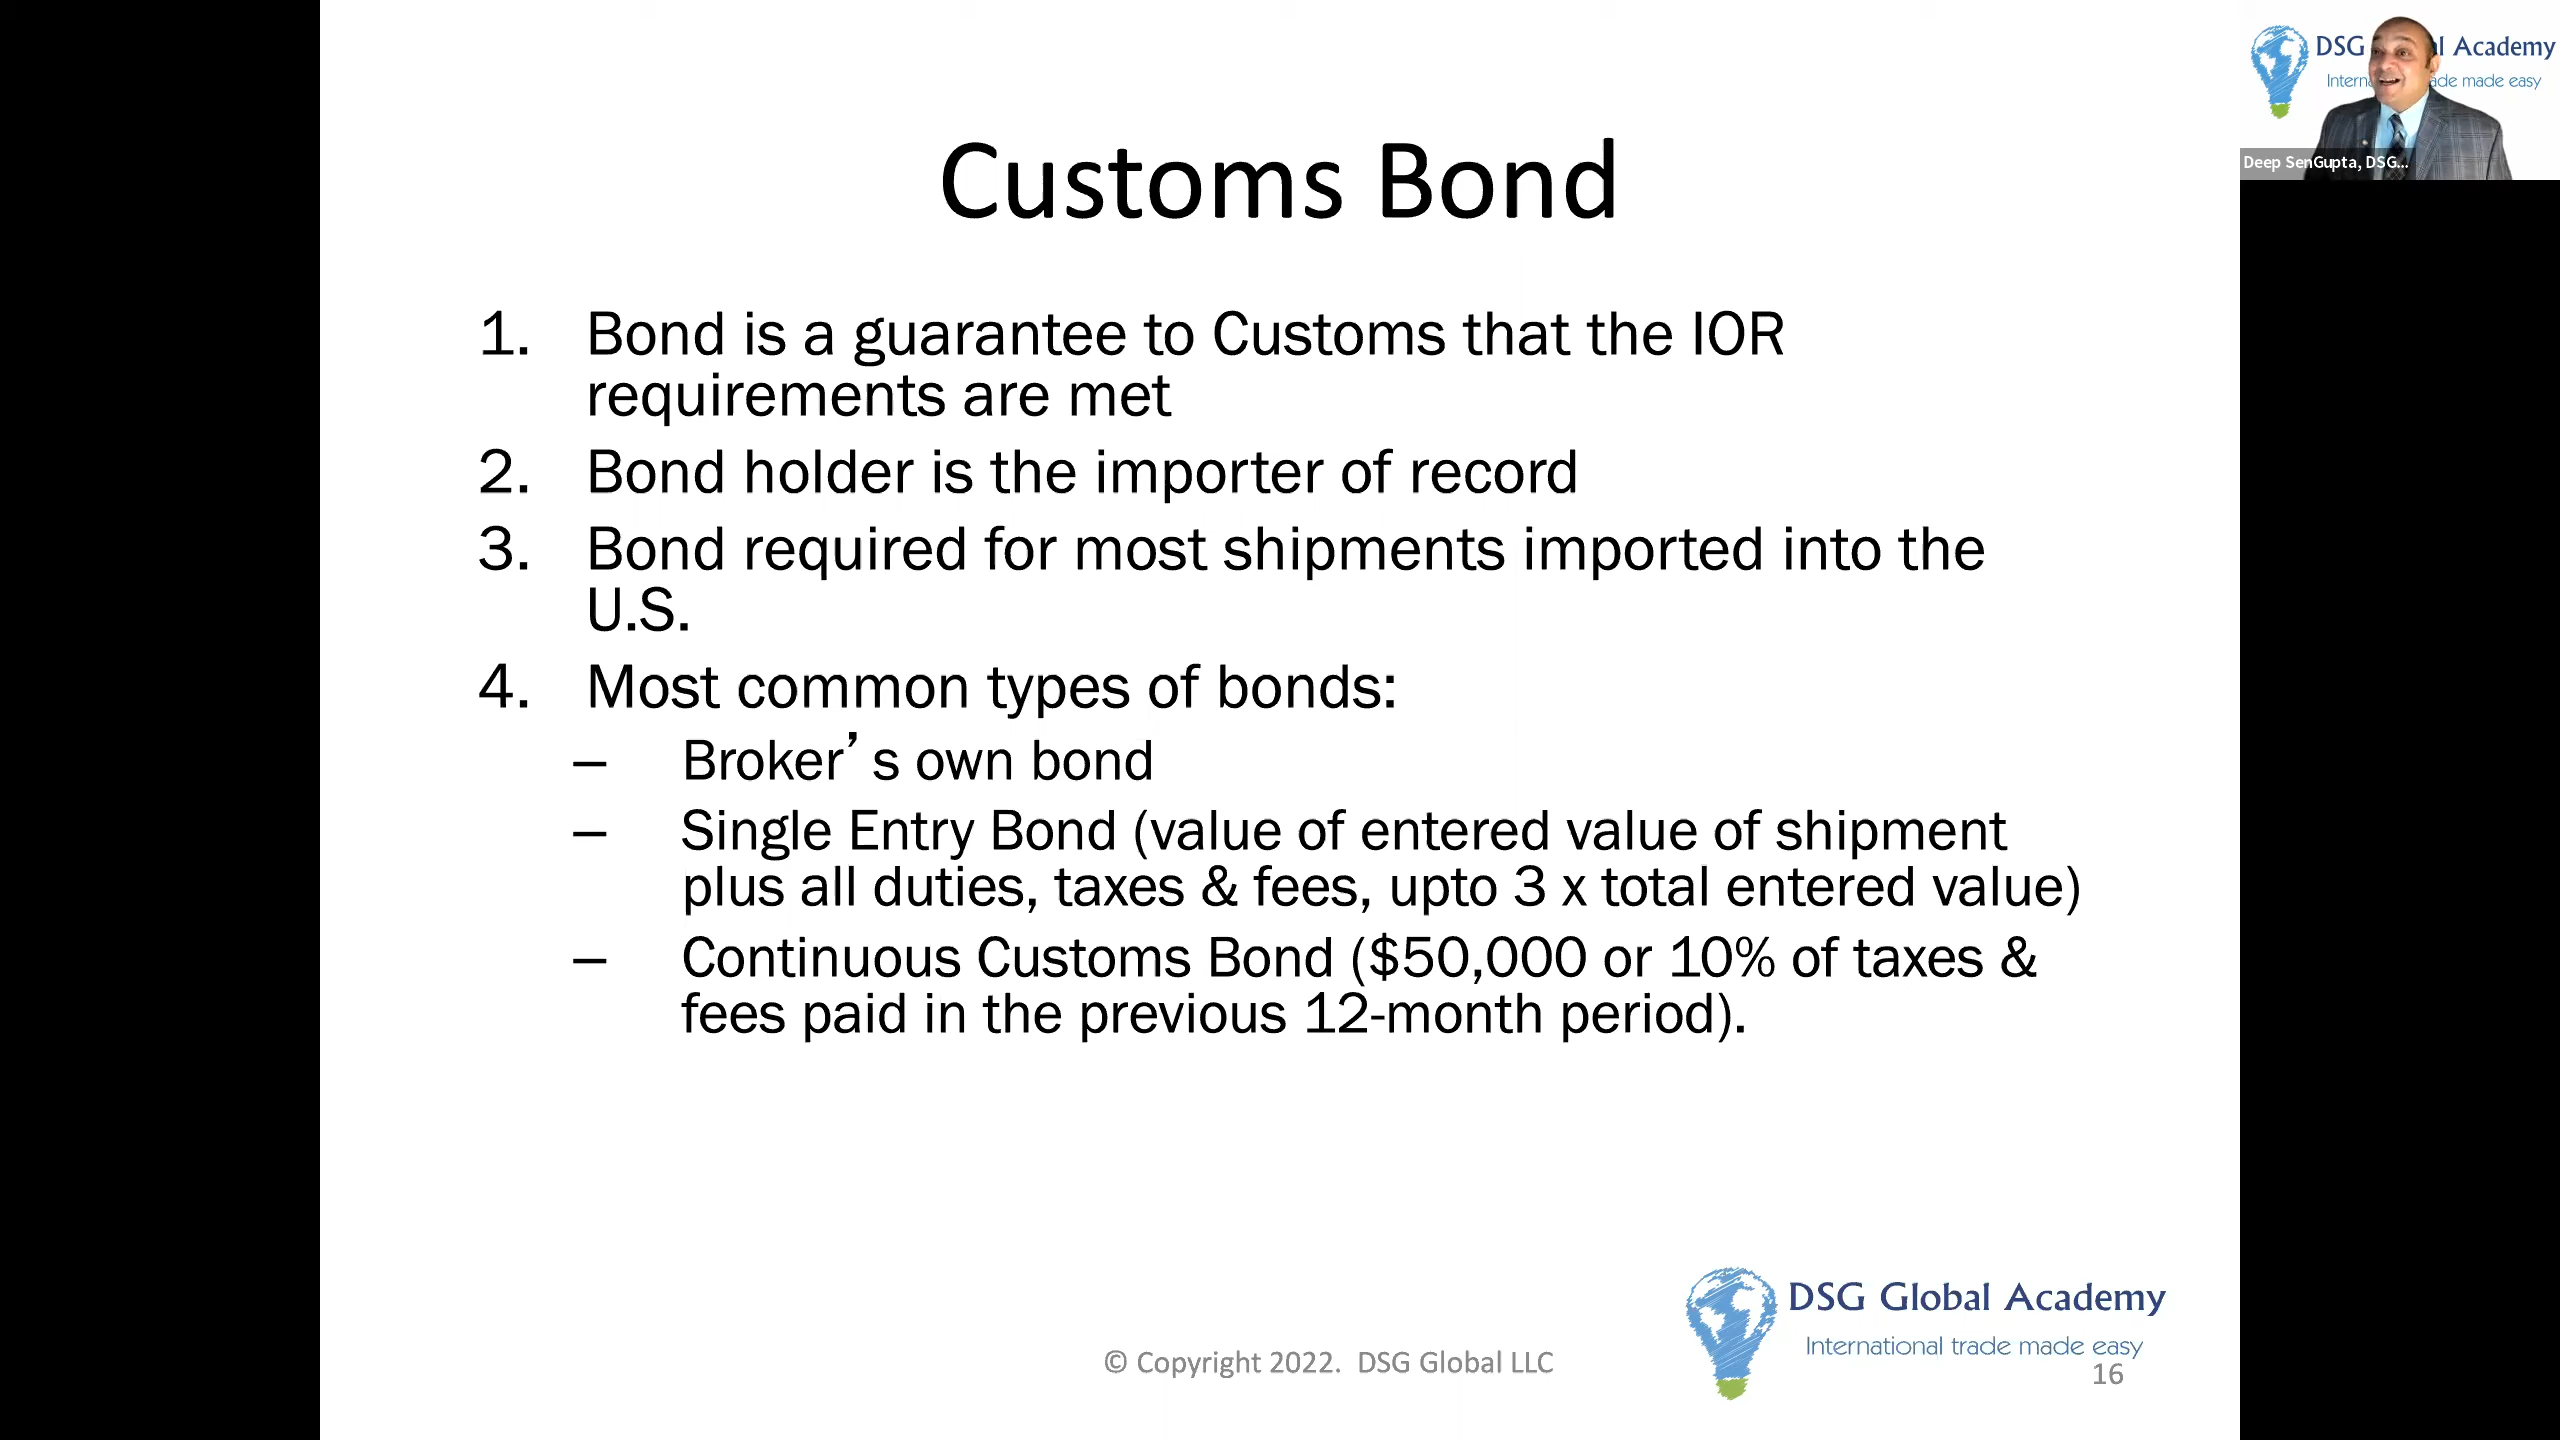 Customs Bond
1. Bond is a guarantee to Customs that the IOR
requirements are met
2. Bond holder is the importer of record
3. Bond required for most shipments imported into the
U.S.
4. Most common types of bonds:
– Broker’s own bond
– Single Entry Bond (value of entered value of shipment
plus all duties, taxes & fees, upto 3 x total entered value)
– Continuous Customs Bond ($50,000 or 10% of taxes &
fees paid in the previous 12-month period).
© Copyright 2022. DSG Global LLC
DSG Global Academy
International trade made easy
16
DSG Academy
made easy
Deep SenGupta, DSG...